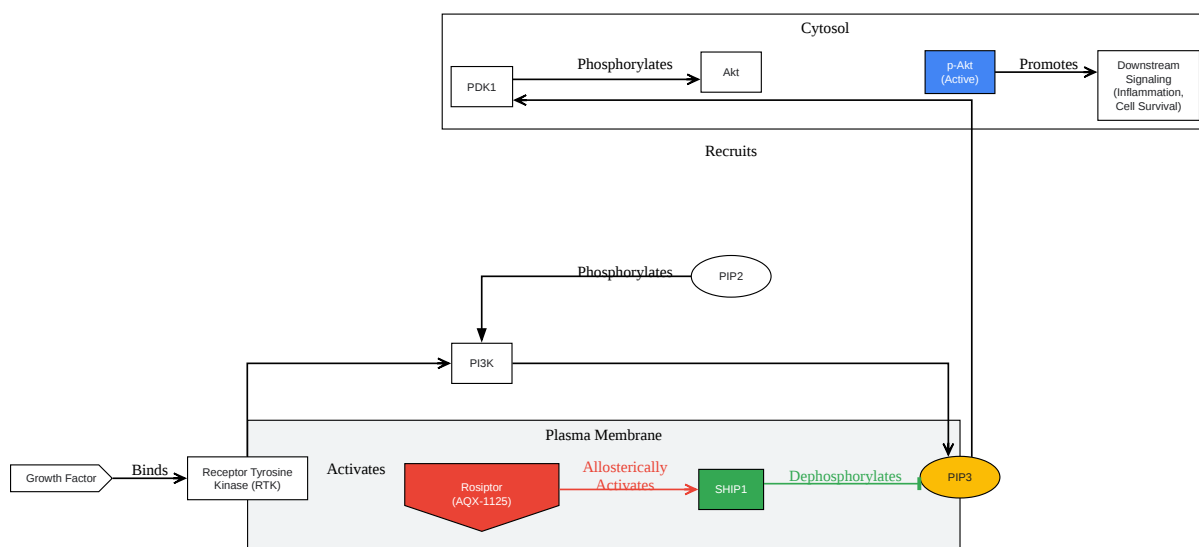 Cytosol
Phosphorylates
PDK1
Akt
p-Akt
(Active)
Promotes
Downstream
Signaling
(Inflammation,
Cell Survival)
Recruits
Phosphorylates
PIP2
PI3K
Plasma Membrane
Growth Factor
Binds
Receptor Tyrosine
Kinase (RTK)
Activates
Rosiptor
(AQX-1125)
Allosterically
Activates
SHIP1
Dephosphorylates
PIP3